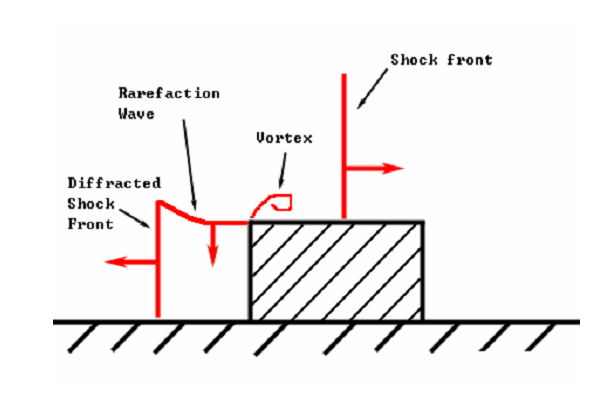 Shock front
Rarefaction
Wave
Vortex
Diffracted
Shock
Front